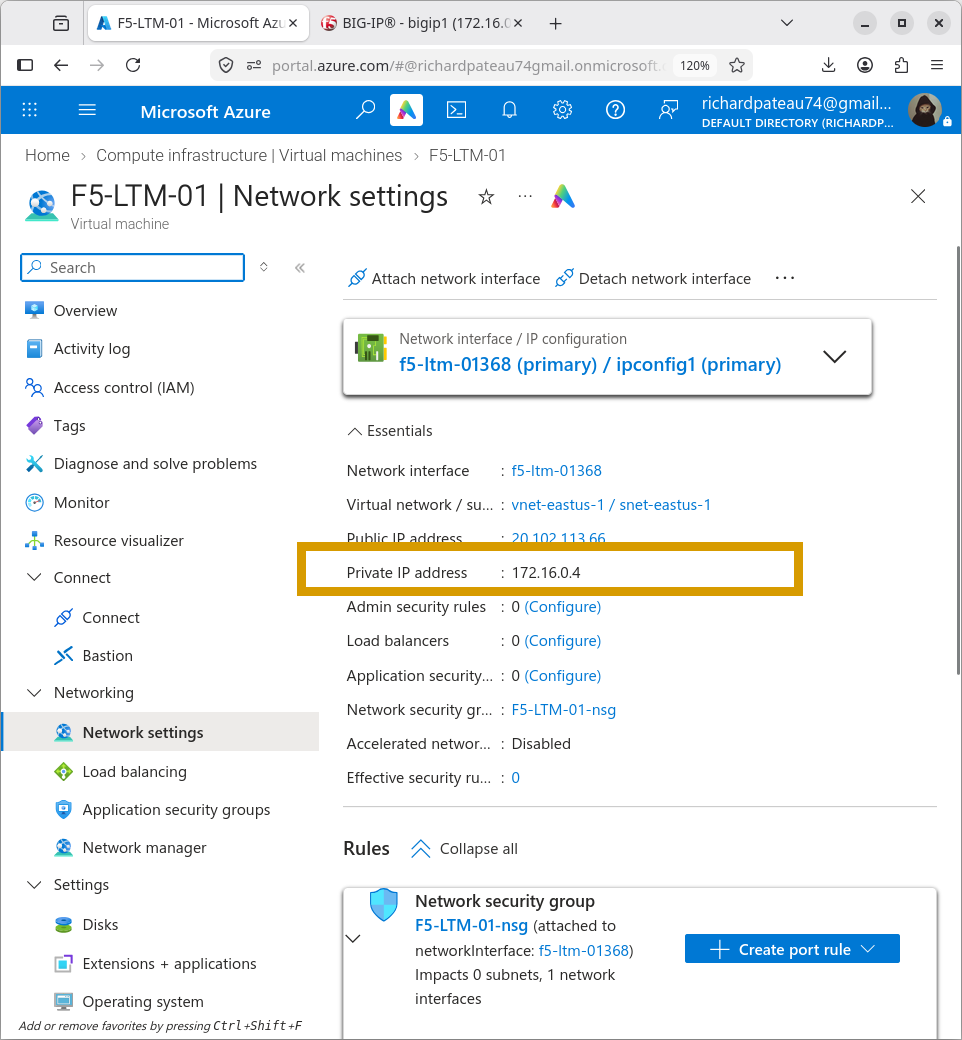 F5-LTM-01 - Microsoft Azu
BIG-IP® - bigip1 (172.16.0
portal.azure.com/#@richardpateau74gmail.onmicrosoft.
120%
Microsoft Azure
richardpateau74@gmail...
DEFAULT DIRECTORY (RICHARDP...
Home > Compute infrastructure | Virtual machines > F5-LTM-01
F5-LTM-01 | Network settings
Virtual machine
Search
Overview
Activity log
Access control (IAM)
Tags
Diagnose and solve problems
Monitor
Resource visualizer
Connect
Connect
Bastion
Networking
Network settings
Load balancing
Application security groups
Network manager
Settings
Disks
Extensions + applications
Operating system
Add or remove favorites by pressing Ctrl+Shift+F
Attach network interface
Detach network interface
Network interface / IP configuration
f5-ltm-01368 (primary) / ipconfig1 (primary)
Essentials
Network interface : f5-ltm-01368
Virtual network / su... : vnet-eastus-1 / snet-eastus-1
Public IP address : 20.102.113.66
Private IP address : 172.16.0.4
Admin security rules : 0 (Configure)
Load balancers : 0 (Configure)
Application security... : 0 (Configure)
Network security gr... : F5-LTM-01-nsg
Accelerated networ... : Disabled
Effective security ru... : 0
Rules
Collapse all
Network security group
F5-LTM-01-nsg (attached to
networkInterface: f5-ltm-01368)
Impacts 0 subnets, 1 network
interfaces
Create port rule